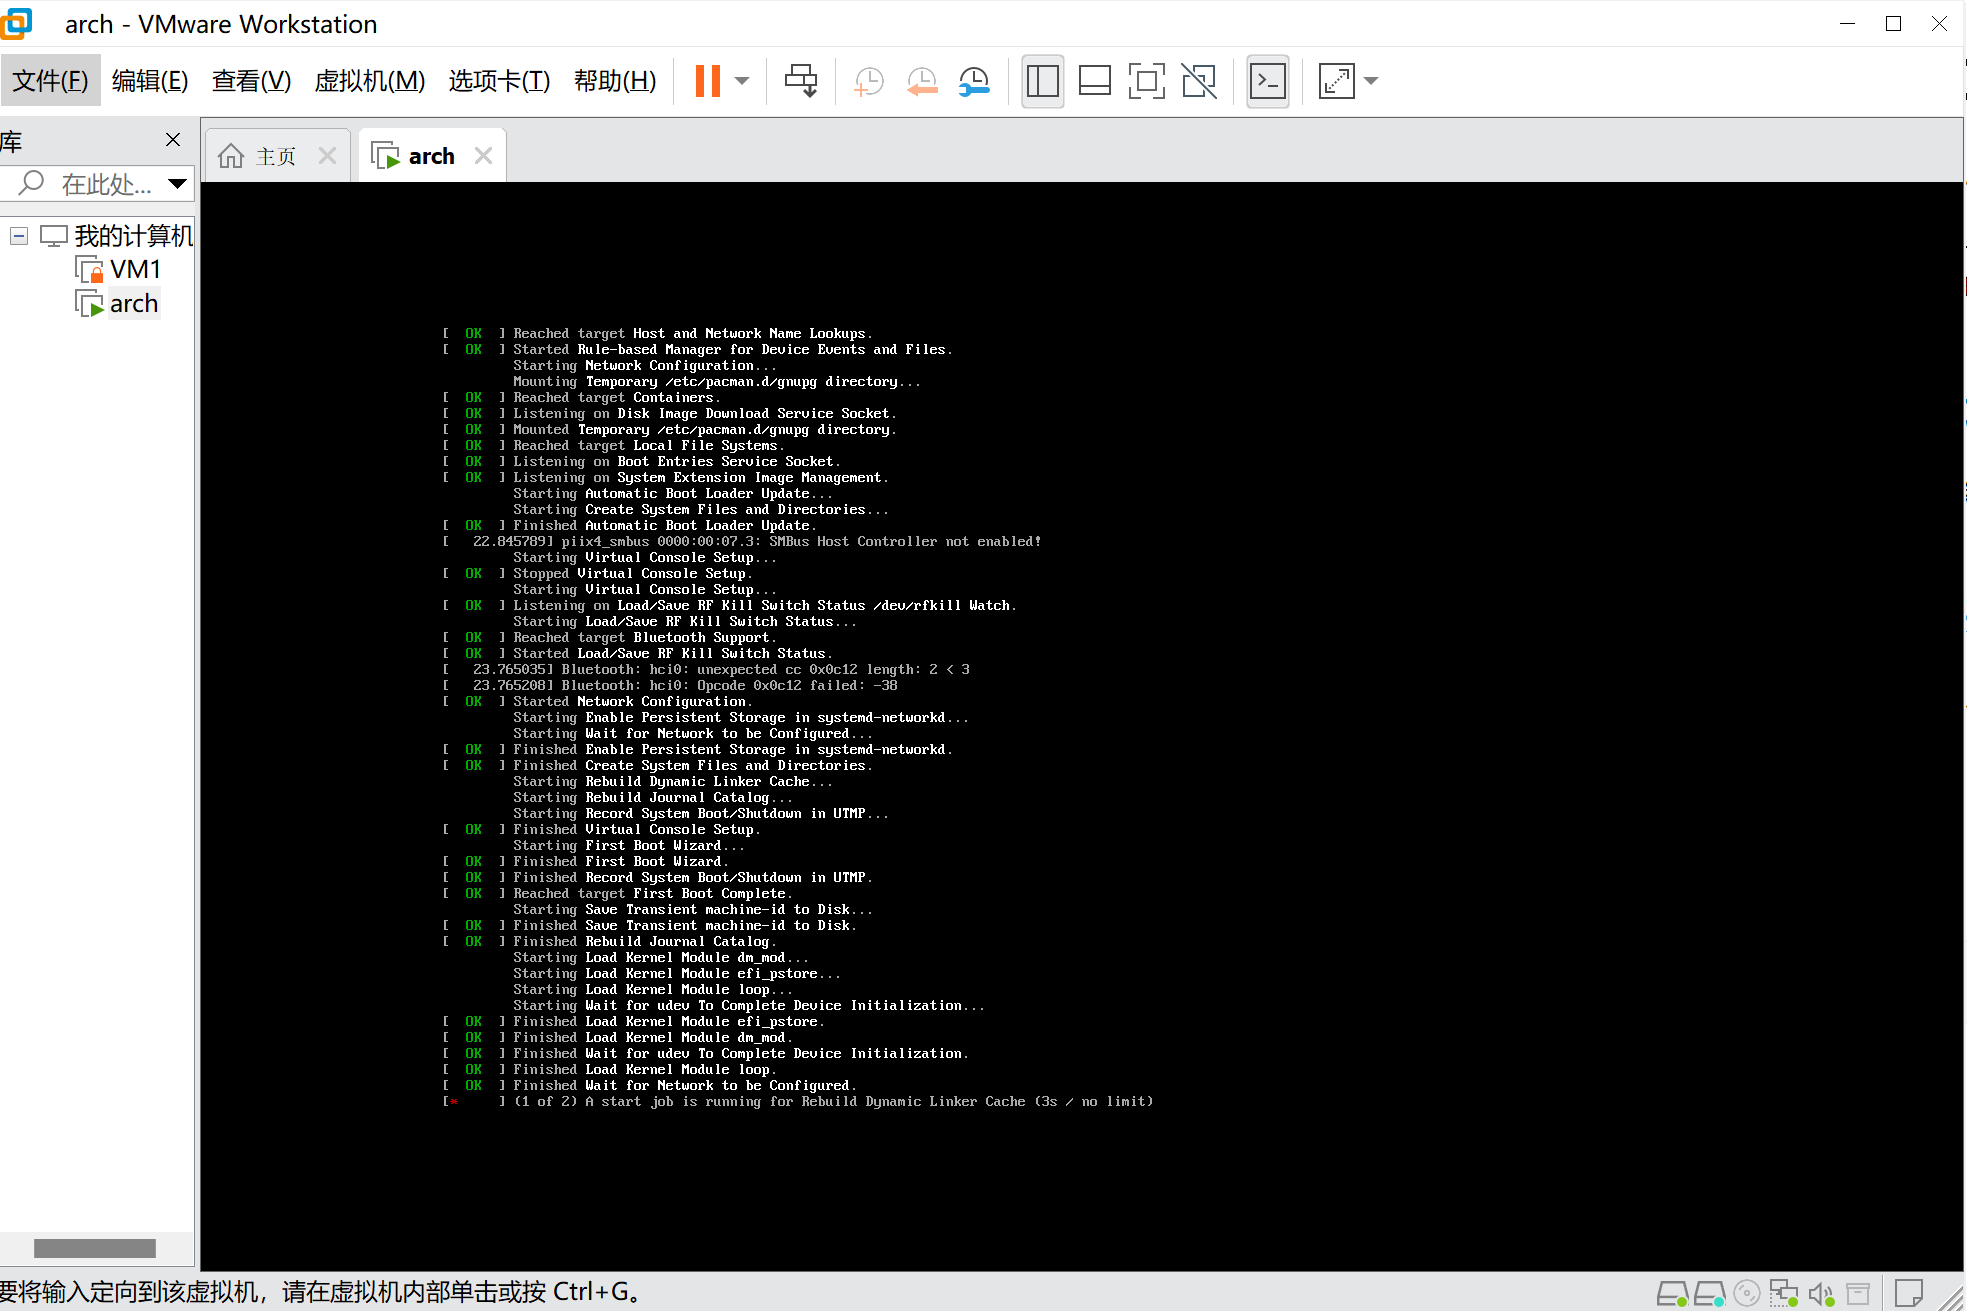 arch - VMware Workstation
文件(F) 编辑(E) 查看(V) 虚拟机(M) 选项卡(T) 帮助(H)
库
在此处...
我的计算机
VM1
arch
主页
arch
[  OK  ] Reached target Host and Network Name Lookups.
[  OK  ] Started Rule-based Manager for Device Events and Files.
Starting Network Configuration...
Mounting Temporary /etc/pacman.d/gnupg directory...
[  OK  ] Reached target Containers.
[  OK  ] Listening on Disk Image Download Service Socket.
[  OK  ] Mounted Temporary /etc/pacman.d/gnupg directory.
[  OK  ] Reached target Local File Systems.
[  OK  ] Listening on Boot Entries Service Socket.
[  OK  ] Listening on System Extension Image Management.
Starting Automatic Boot Loader Update...
Starting Create System Files and Directories...
[  OK  ] Finished Automatic Boot Loader Update.
[   22.845789] piix4_smbus 0000:00:07.3: SMBus Host Controller not enabled!
Starting Virtual Console Setup...
[  OK  ] Stopped Virtual Console Setup.
Starting Virtual Console Setup...
[  OK  ] Listening on Load/Save RF Kill Switch Status /dev/rfkill Watch.
Starting Load/Save RF Kill Switch Status...
[  OK  ] Reached target Bluetooth Support.
[  OK  ] Started Load/Save RF Kill Switch Status.
[   23.765035] Bluetooth: hci0: unexpected cc 0x0c12 length: 2 < 3
[   23.765208] Bluetooth: hci0: Opcode 0x0c12 failed: -38
[  OK  ] Started Network Configuration.
Starting Enable Persistent Storage in systemd-networkd...
Starting Wait for Network to be Configured...
[  OK  ] Finished Enable Persistent Storage in systemd-networkd.
[  OK  ] Finished Create System Files and Directories.
Starting Rebuild Dynamic Linker Cache...
Starting Rebuild Journal Catalog...
Starting Record System Boot/Shutdown in UTMP...
[  OK  ] Finished Virtual Console Setup.
Starting First Boot Wizard...
[  OK  ] Finished First Boot Wizard.
[  OK  ] Finished Record System Boot/Shutdown in UTMP.
[  OK  ] Reached target First Boot Complete.
Starting Save Transient machine-id to Disk...
[  OK  ] Finished Save Transient machine-id to Disk.
[  OK  ] Finished Rebuild Journal Catalog.
Starting Load Kernel Module dm_mod...
Starting Load Kernel Module efi_pstore...
Starting Load Kernel Module loop...
Starting Wait for udev To Complete Device Initialization...
[  OK  ] Finished Load Kernel Module efi_pstore.
[  OK  ] Finished Load Kernel Module dm_mod.
[  OK  ] Finished Wait for udev To Complete Device Initialization.
[  OK  ] Finished Load Kernel Module loop.
[  OK  ] Finished Wait for Network to be Configured.
[*     ] (1 of 2) A start job is running for Rebuild Dynamic Linker Cache (3s / no limit)
要将输入定向到该虚拟机，请在虚拟机内部单击或按 Ctrl+G。